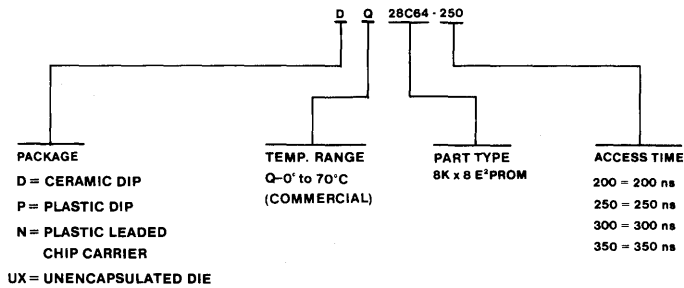 D Q 28C64 - 250
PACKAGE
D = CERAMIC DIP
P = PLASTIC DIP
N = PLASTIC LEADED
CHIP CARRIER
UX = UNENCAPSULATED DIE
TEMP. RANGE
Q–0° to 70°C
(COMMERCIAL)
PART TYPE
8K x 8 E²PROM
ACCESS TIME
200 = 200 ns
250 = 250 ns
300 = 300 ns
350 = 350 ns